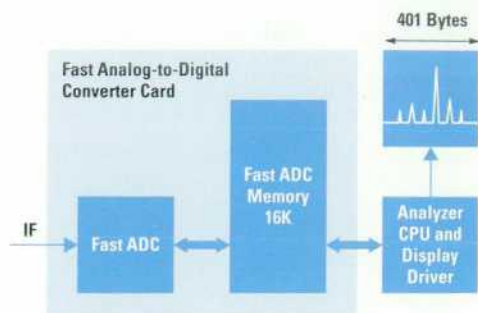 401 Bytes
Fast Analog-to-Digital
Converter Card
Fast ADC
Memory
16K
IF
Fast ADC
Analyzer
CPU and
Display
Driver